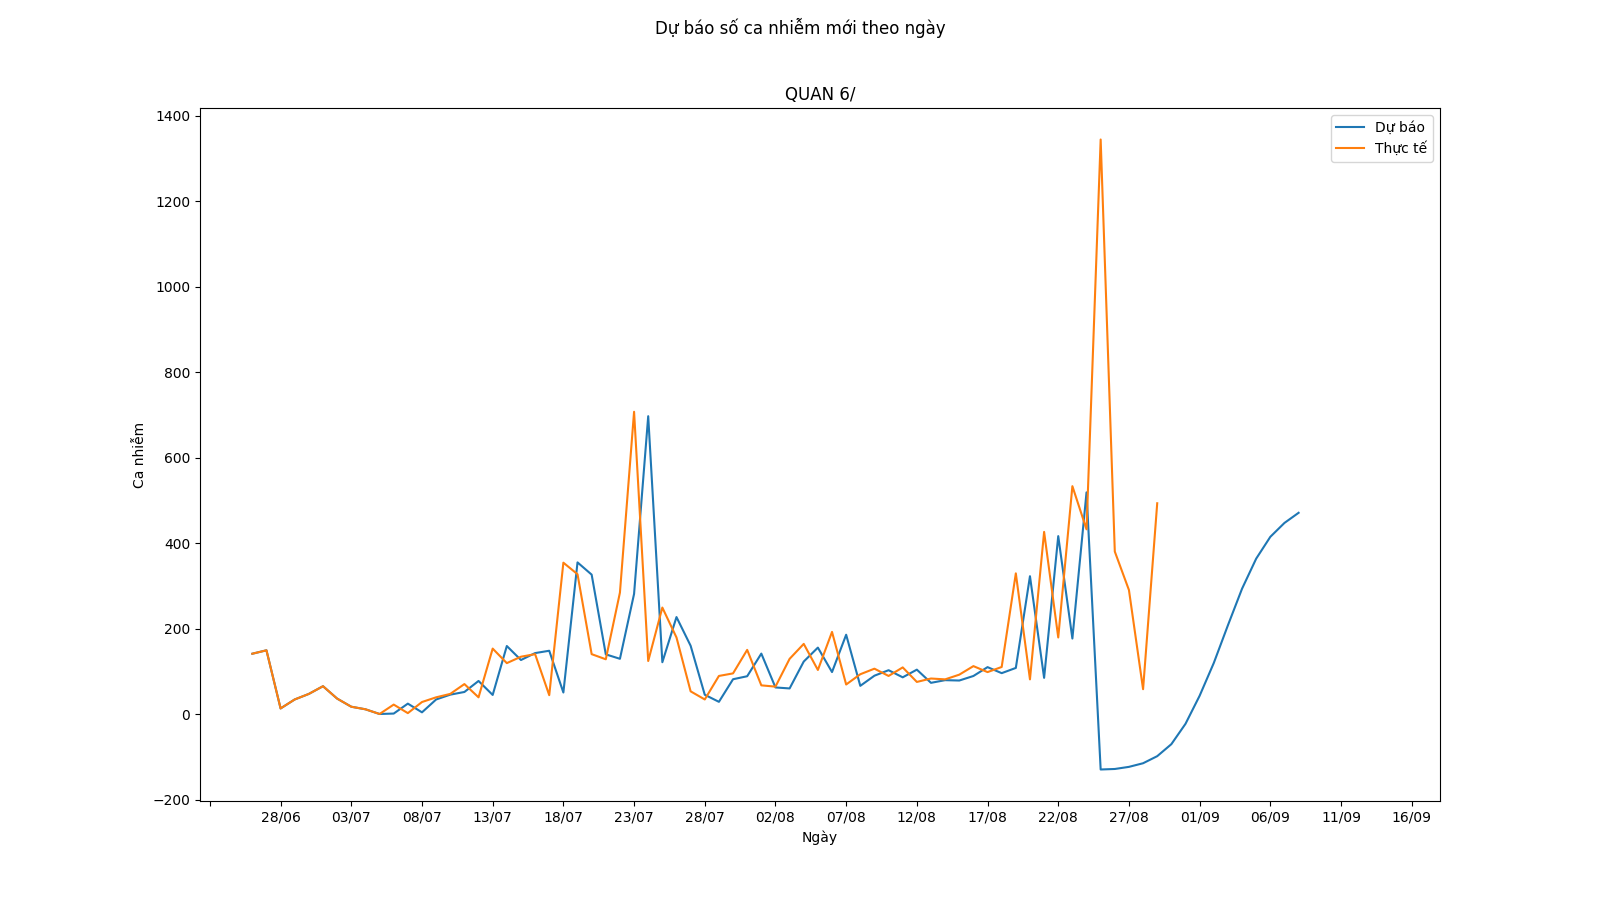 Dự báo số ca nhiễm mới theo ngày
QUAN 6/
Dự báo
Thực tế
1400
1200
1000
800
600
400
200
0
−200
Ca nhiễm
28/06 03/07 08/07 13/07 18/07 23/07 28/07 02/08 07/08 12/08 17/08 22/08 27/08 01/09 06/09 11/09 16/09
Ngày